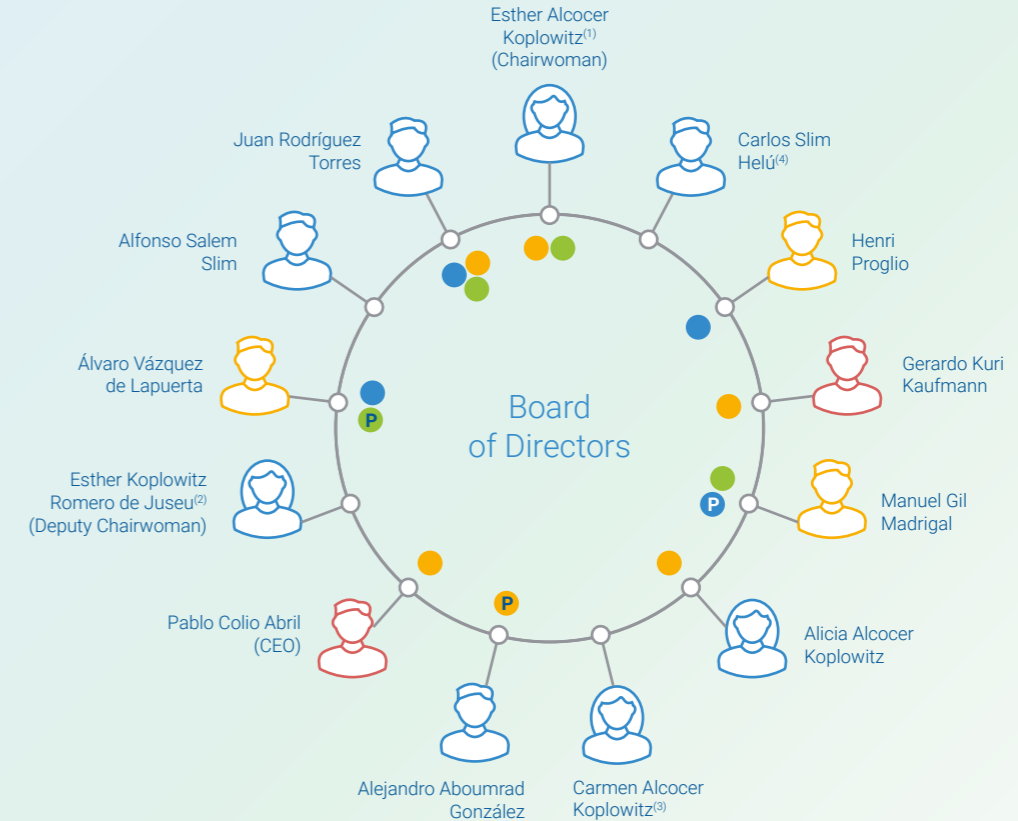 Esther Alcocer
Koplowitz(1)
(Chairwoman)
Juan Rodríguez
Torres
Carlos Slim
Helú(4)
Alfonso Salem
Slim
Henri
Proglio
Álvaro Vázquez
de Lapuerta
Gerardo Kuri
Kaufmann
Board
of Directors
P
Esther Koplowitz
Romero de Juseu(2)
(Deputy Chairwoman)
P
Manuel Gil
Madrigal
Pablo Colio Abril
(CEO)
P
Alicia Alcocer
Koplowitz
Alejandro Aboumrad
González
Carmen Alcocer
Koplowitz(3)